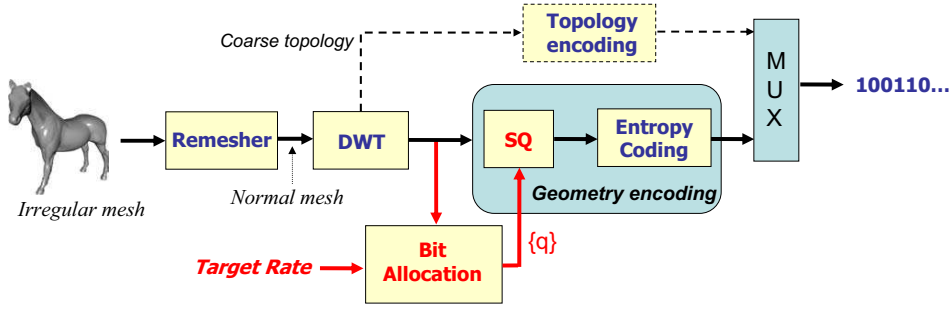 Coarse topology
Topology
encoding
M
U
X
100110...
Remesher
DWT
SQ
Entropy
Coding
Irregular mesh
Normal mesh
Geometry encoding
Target Rate
Bit
Allocation
{q}